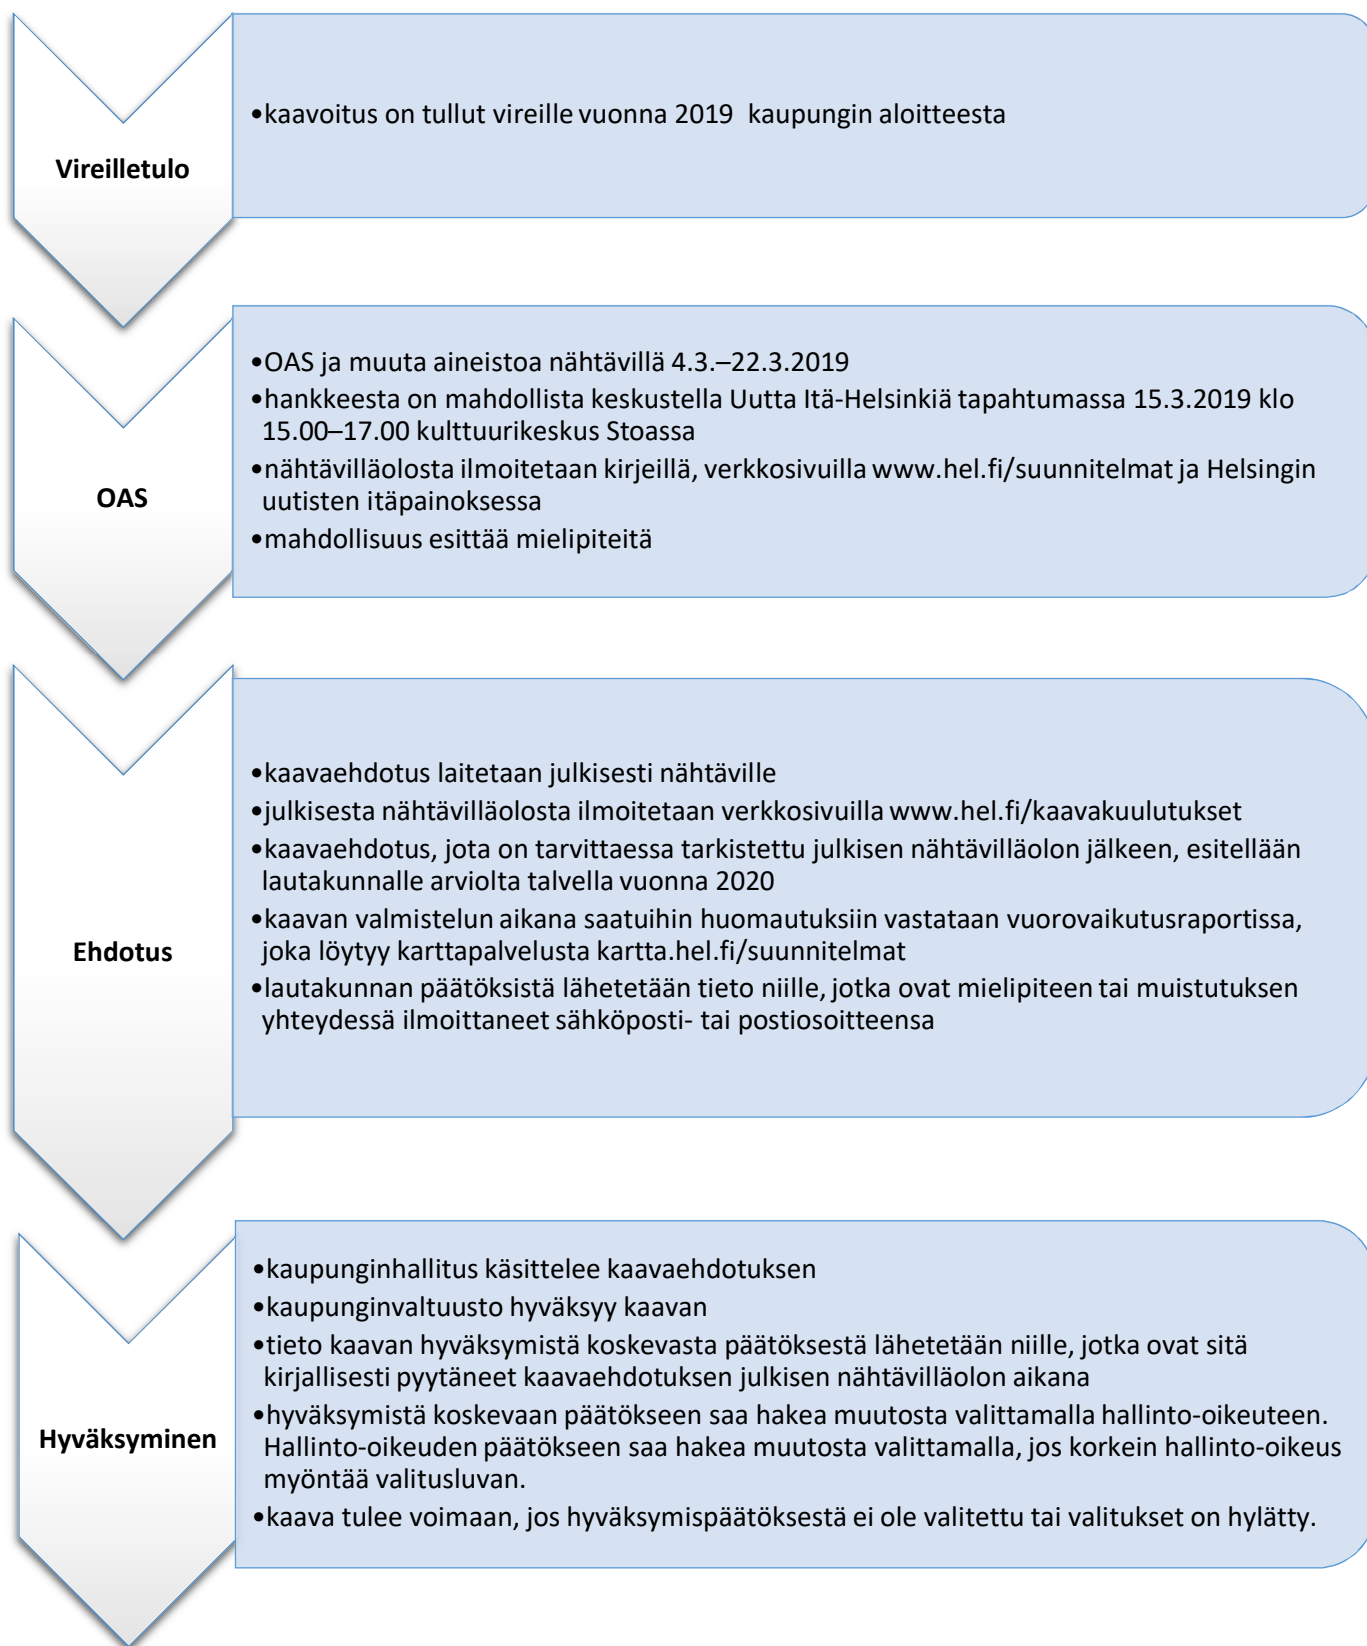 Vireilletulo
•kaavoitus on tullut vireille vuonna 2019 kaupungin aloitteesta
OAS
•OAS ja muuta aineistoa nähtävillä 4.3.–22.3.2019
•hankkeesta on mahdollista keskustella Uutta Itä-Helsinkiä tapahtumassa 15.3.2019 klo
15.00–17.00 kulttuurikeskus Stoassa
•nähtävilläolosta ilmoitetaan kirjeillä, verkkosivuilla www.hel.fi/suunnitelmat ja Helsingin
uutisten itäpainoksessa
•mahdollisuus esittää mielipiteitä
Ehdotus
•kaavaehdotus laitetaan julkisesti nähtäville
•julkisesta nähtävilläolosta ilmoitetaan verkkosivuilla www.hel.fi/kaavakuulutukset
•kaavaehdotus, jota on tarvittaessa tarkistettu julkisen nähtävilläolon jälkeen, esitellään
lautakunnalle arviolta talvella vuonna 2020
•kaavan valmistelun aikana saatuihin huomautuksiin vastataan vuorovaikutusraportissa,
joka löytyy karttapalvelusta kartta.hel.fi/suunnitelmat
•lautakunnan päätöksistä lähetetään tieto niille, jotka ovat mielipiteen tai muistutuksen
yhteydessä ilmoittaneet sähköposti- tai postiosoitteensa
Hyväksyminen
•kaupunginhallitus käsittelee kaavaehdotuksen
•kaupunginvaltuusto hyväksyy kaavan
•tieto kaavan hyväksymistä koskevasta päätöksestä lähetetään niille, jotka ovat sitä
kirjallisesti pyytäneet kaavaehdotuksen julkisen nähtävilläolon aikana
•hyväksymistä koskevaan päätökseen saa hakea muutosta valittamalla hallinto-oikeuteen.
Hallinto-oikeuden päätökseen saa hakea muutosta valittamalla, jos korkein hallinto-oikeus
myöntää valitusluvan.
•kaava tulee voimaan, jos hyväksymispäätöksestä ei ole valitettu tai valitukset on hylätty.